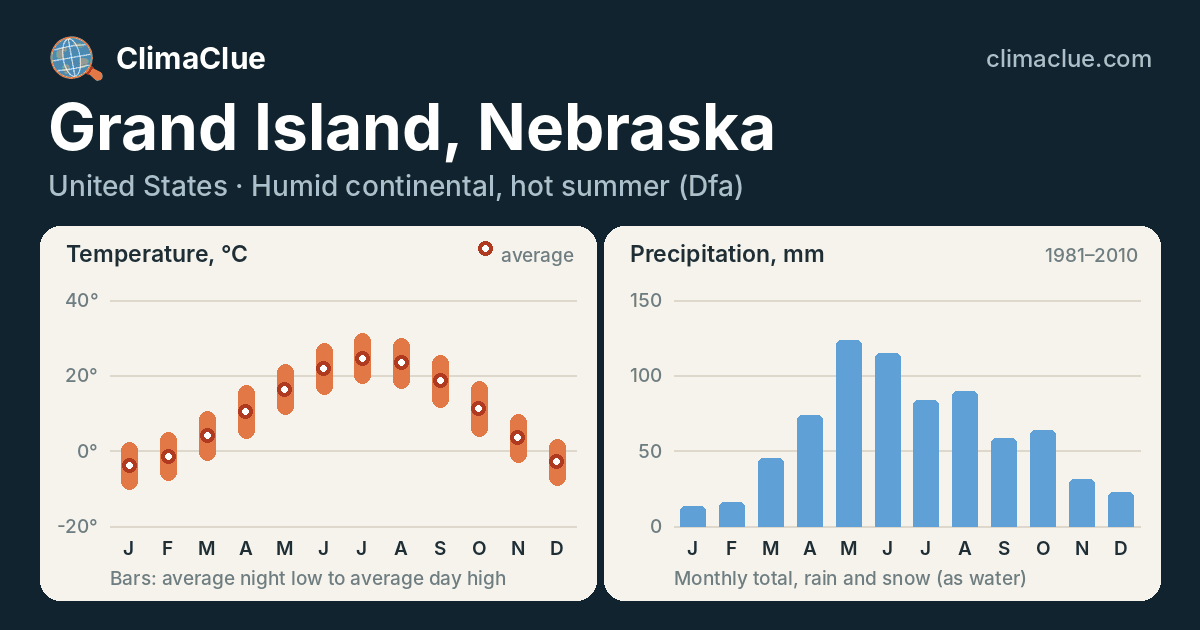 ClimaClue
climaclue.com
Grand Island, Nebraska
United States · Humid continental, hot summer (Dfa)
Temperature, °C
average
40°
20°
0°
-20°
J F M A M J J A S O N D
Bars: average night low to average day high
Precipitation, mm
1981–2010
150
100
50
0
J F M A M J J A S O N D
Monthly total, rain and snow (as water)